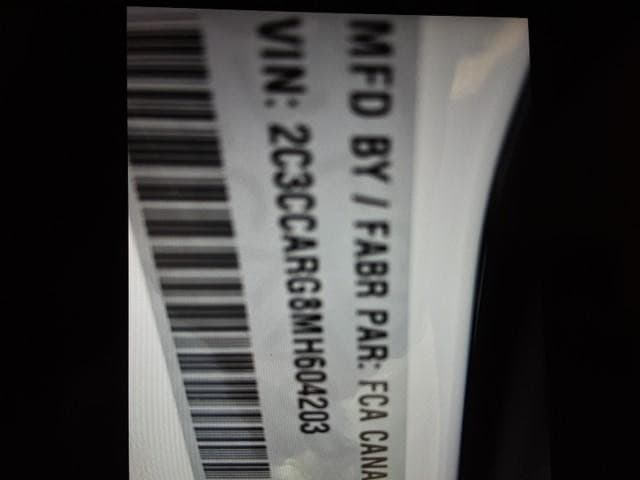 MFD BY / FABR PAR: FCA CANA
VIN: 2C3CCARG8MH604203